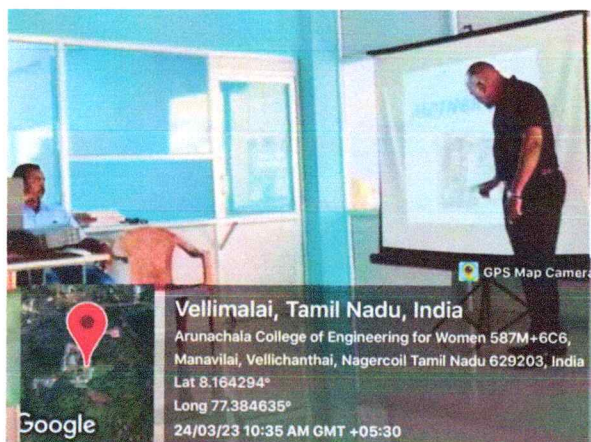 GPS Map Camera
Vellimalai, Tamil Nadu, India
Arunachala College of Engineering for Women 587M+6C6,
Manavilai, Vellichanthai, Nagercoil Tamil Nadu 629203, India
Lat 8.164294°
Long 77.384635°
24/03/23 10:35 AM GMT +05:30
Google